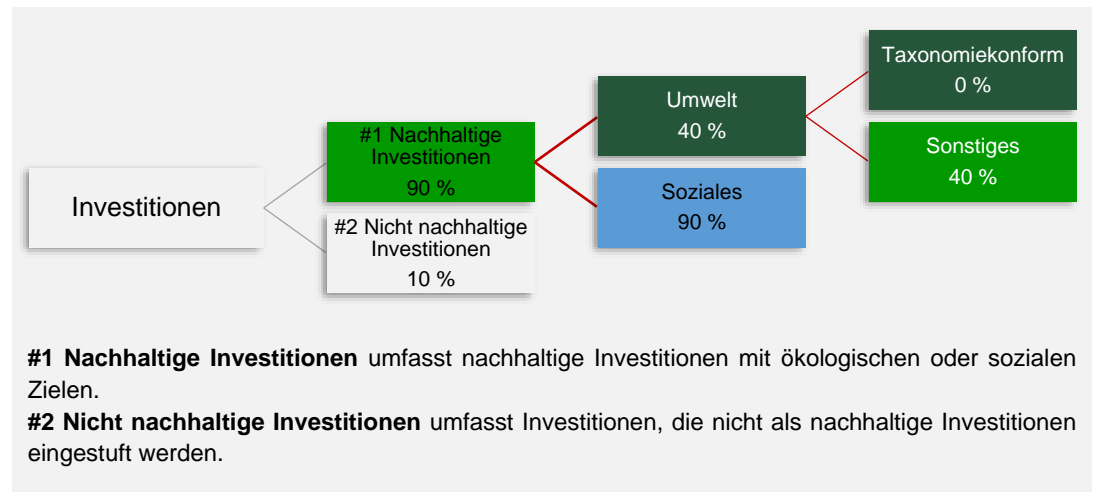 Investitionen
#1 Nachhaltige
Investitionen
90 %
#2 Nicht nachhaltige
Investitionen
10 %
Umwelt
40 %
Soziales
90 %
Taxonomiekonform
0 %
Sonstiges
40 %
#1 Nachhaltige Investitionen umfasst nachhaltige Investitionen mit ökologischen oder sozialen
Zielen.
#2 Nicht nachhaltige Investitionen umfasst Investitionen, die nicht als nachhaltige Investitionen
eingestuft werden.